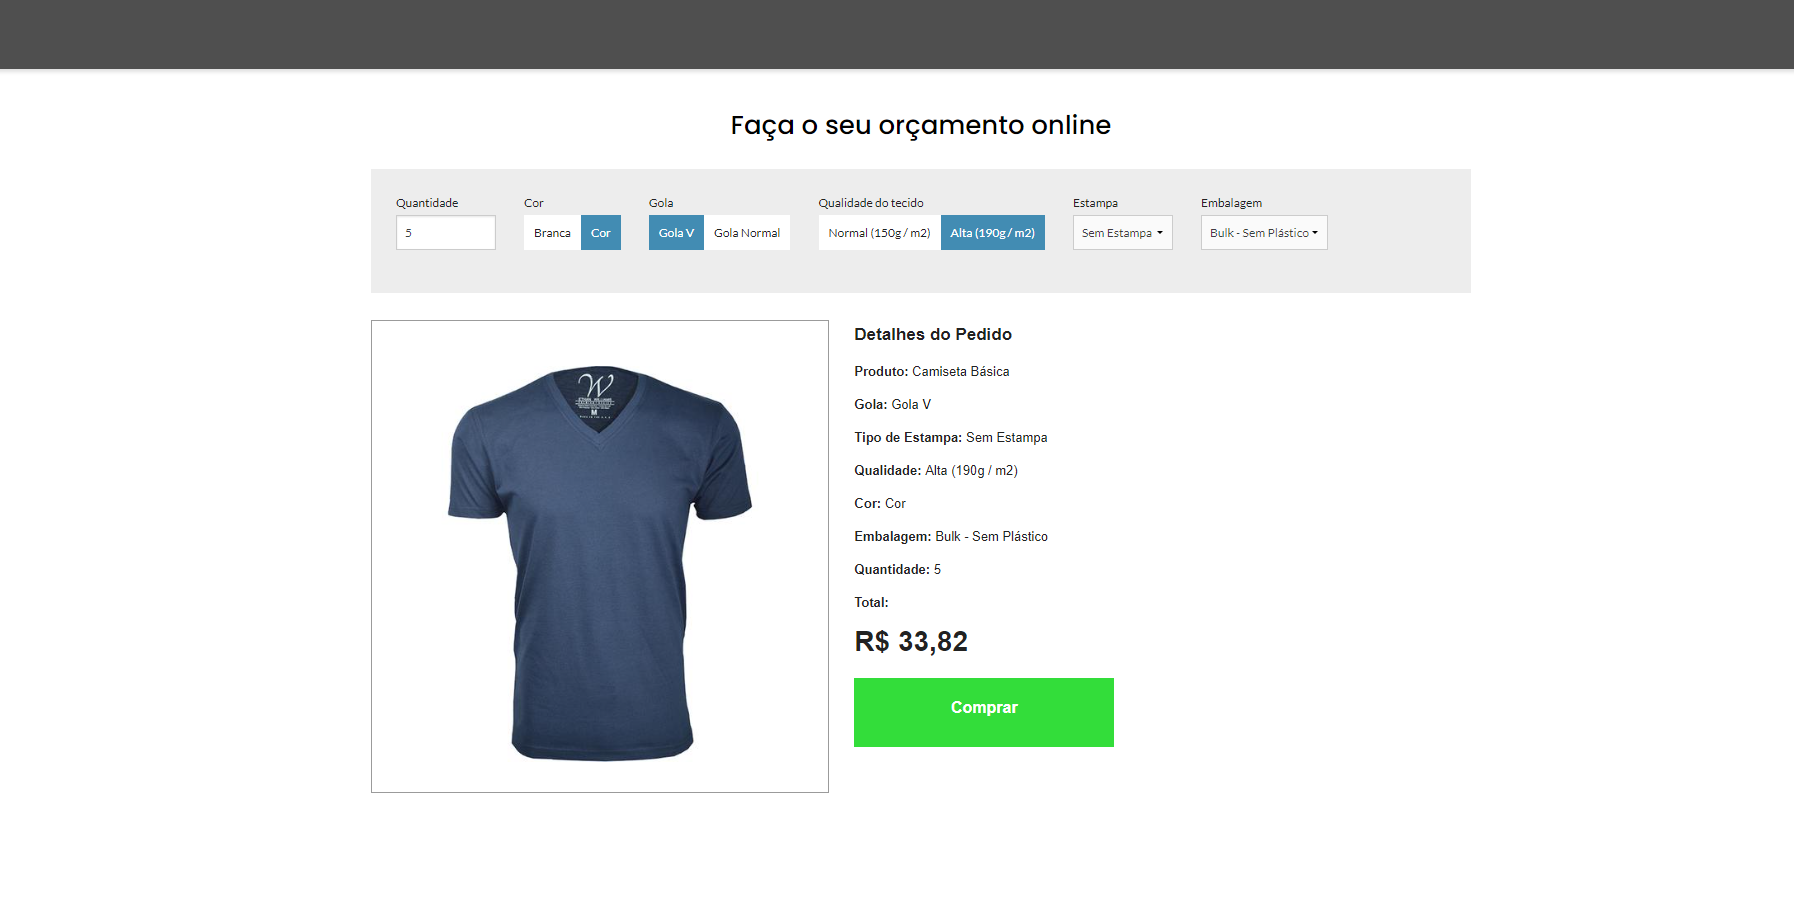 Faça o seu orçamento online
Quantidade
Cor
Gola
Qualidade do tecido
Estampa
Embalagem
5
Branca
Cor
Gola V
Gola Normal
Normal (150g / m2)
Alta (190g / m2)
Sem Estampa
Bulk - Sem Plástico
W
M
Detalhes do Pedido
Produto: Camiseta Básica
Gola: Gola V
Tipo de Estampa: Sem Estampa
Qualidade: Alta (190g / m2)
Cor: Cor
Embalagem: Bulk - Sem Plástico
Quantidade: 5
Total:
R$ 33,82
Comprar